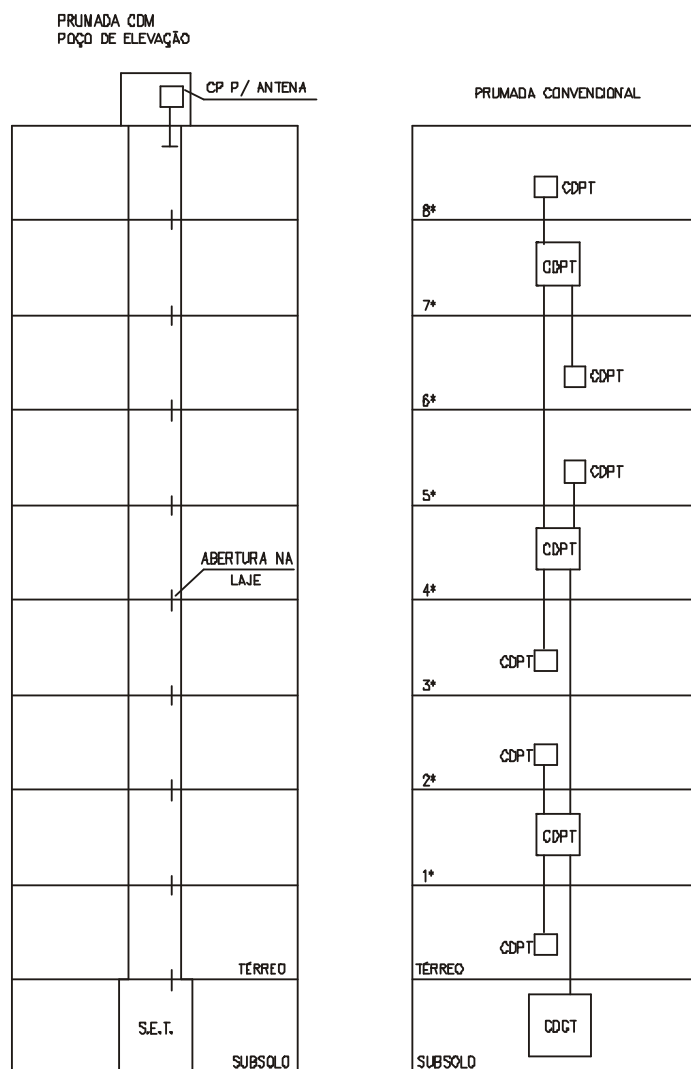 PRUMADA CDM
POÇO DE ELEVAÇÃO
CP P/ ANTENA
ABERTURA NA
LAJE
TÉRREO
S.E.T.
SUBSOLO
PRUMADA CONVENCIONAL
CDPT
8*
CDPT
7*
CDPT
6*
CDPT
5*
CDPT
4*
CDPT
3*
CDPT
2*
CDPT
1*
CDPT
TÉRREO
CDGT
SUBSOLO